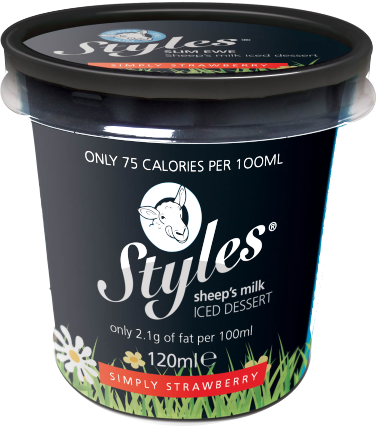 Styles®
SLIM EWE
sheep's milk iced dessert
SIMPLY STRAWBERRY
ONLY 75 CALORIES PER 100ML
Styles®
sheep's milk
ICED DESSERT
only 2.1g of fat per 100ml
120ml℮
SIMPLY STRAWBERRY